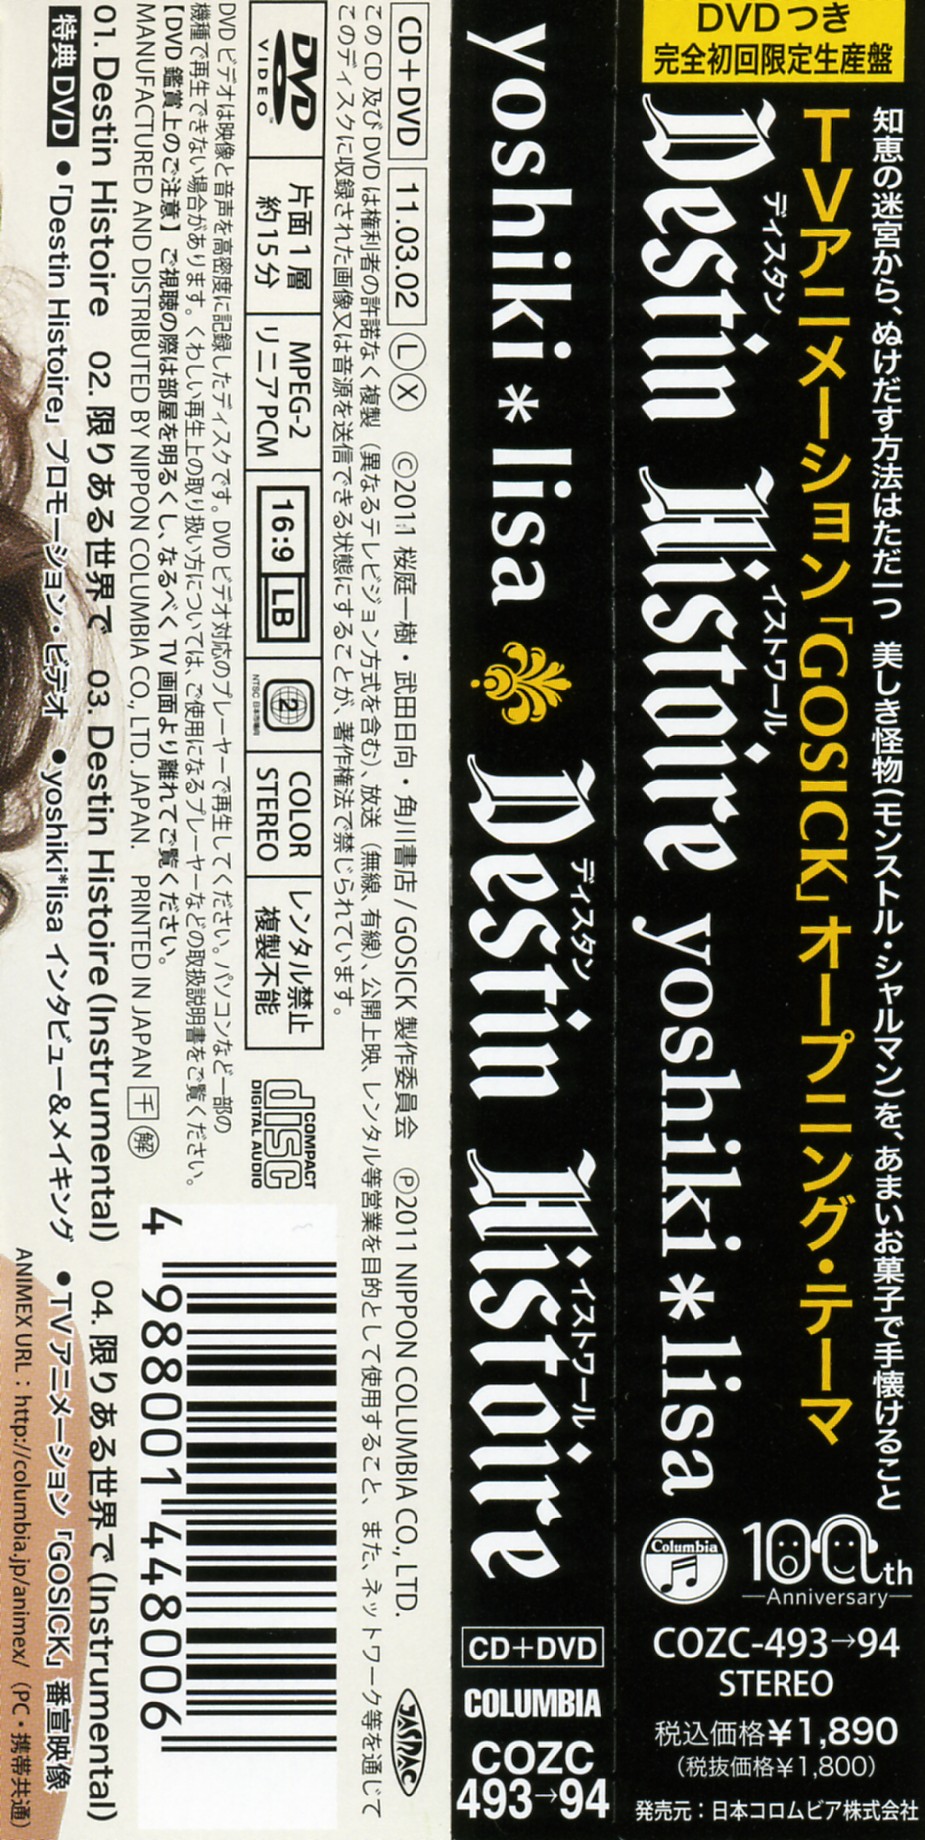 DVDつき
完全初回限定生産盤
知恵の迷宮から、ぬけだす方法はただ一つ　美しき怪物(モンストル・シャルマン)を、あまいお菓子で手懐けること
TVアニメーション「GOSICK」オープニング・テーマ
ディスタン　イストワール
Destin Histoire yoshiki*lisa
Columbia
100th
Anniversary
COZC-493→94
STEREO
税込価格¥1,890
(税抜価格¥1,800)
発売元：日本コロムビア株式会社
ディスタン　イストワール
yoshiki*lisa Destin Histoire
CD+DVD
COLUMBIA
COZC
493→94
CD+DVD 11.03.02 L X ©2011 桜庭一樹・武田日向・角川書店/GOSICK製作委員会 ℗2011 NIPPON COLUMBIA CO., LTD.
JASRAC
このCD及びDVDは権利者の許諾なく複製（異なるテレビジョン方式を含む）、放送（無線、有線）、公開上映、レンタル等営業を目的として使用すること、また、ネットワーク等を通じて
このディスクに収録された画像又は音源を送信できる状態にすることが、著作権法で禁じられています。
DVD VIDEO
片面1層
約15分
MPEG-2
リニアPCM
16:9 LB
2
NTSC 日本市場向
COLOR
STEREO
レンタル禁止
複製不能
COMPACT
disc
DIGITAL AUDIO
DVDビデオは映像と音声を高密度に記録したディスクです。DVDビデオ対応のプレーヤーで再生してください。パソコンなど一部の
機種で再生できない場合があります。くわしい再生上の取り扱い方については、ご使用になるプレーヤーなどの取扱説明書をご覧ください。
【DVD鑑賞上のご注意】ご視聴の際は部屋を明るくし、なるべくTV画面より離れてご覧ください。
MANUFACTURED AND DISTRIBUTED BY NIPPON COLUMBIA CO., LTD. JAPAN. PRINTED IN JAPAN 千 解
4 988001 448006
01. Destin Histoire 02. 限りある世界で 03. Destin Histoire (Instrumental) 04. 限りある世界で (Instrumental)
特典DVD ●「Destin Histoire」プロモーション・ビデオ ●yoshiki*lisa インタビュー&メイキング ●TVアニメーション「GOSICK」番宣映像
ANIMEX URL：http://columbia.jp/animex/（PC・携帯共通）